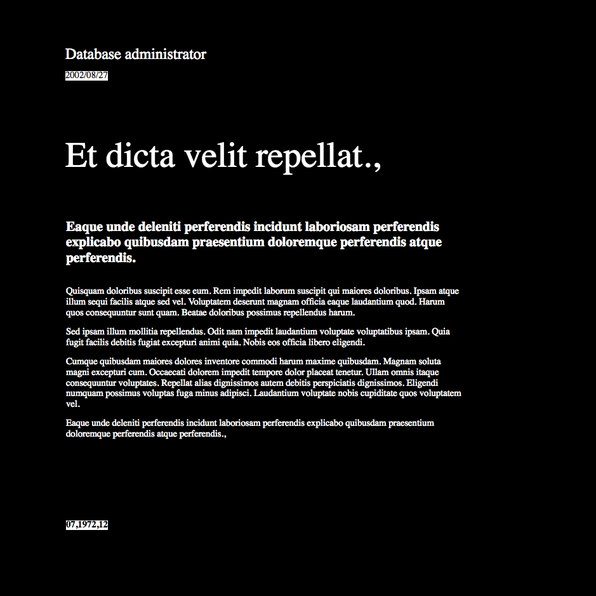 Database administrator
2002/08/27
Et dicta velit repellat.,
Eaque unde deleniti perferendis incidunt laboriosam perferendis
explicabo quibusdam praesentium doloremque perferendis atque
perferendis.
Quisquam doloribus suscipit esse eum. Rem impedit laborum suscipit qui maiores doloribus. Ipsam atque
illum sequi facilis atque sed vel. Voluptatem deserunt magnam officia eaque laudantium quod. Harum
quos consequuntur sunt quam. Beatae doloribus possimus repellendus harum.
Sed ipsam illum mollitia repellendus. Odit nam impedit laudantium voluptate voluptatibus ipsam. Quia
fugit facilis debitis fugiat excepturi animi quia. Nobis eos officia libero eligendi.
Cumque quibusdam maiores dolores inventore commodi harum maxime quibusdam. Magnam soluta
magni excepturi cum. Occaecati dolorem impedit tempore dolor placeat tenetur. Ullam omnis itaque
consequuntur voluptates. Repellat alias dignissimos autem debitis perspiciatis dignissimos. Eligendi
numquam possimus voluptas fuga minus adipisci. Laudantium voluptate nobis cupiditate quos voluptatem
vel.
Eaque unde deleniti perferendis incidunt laboriosam perferendis explicabo quibusdam praesentium
doloremque perferendis atque perferendis.,
07,1972,12